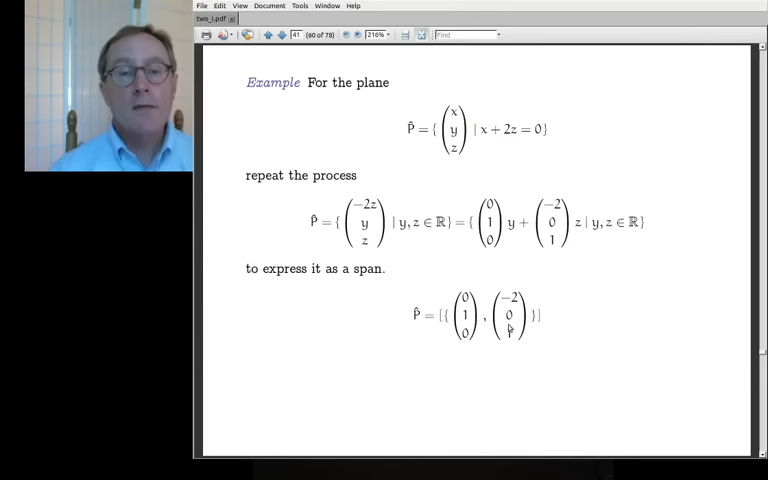 File Edit View Document Tools Window Help
two_i.pdf
41 (60 of 78) 216% Find
Example For the plane
P̂ = { (x y z) | x + 2z = 0}
repeat the process
P̂ = { (−2z y z) | y, z ∈ ℝ} = { (0 1 0) y + (−2 0 1) z | y, z ∈ ℝ}
to express it as a span.
P̂ = [{ (0 1 0) , (−2 0 1) }]